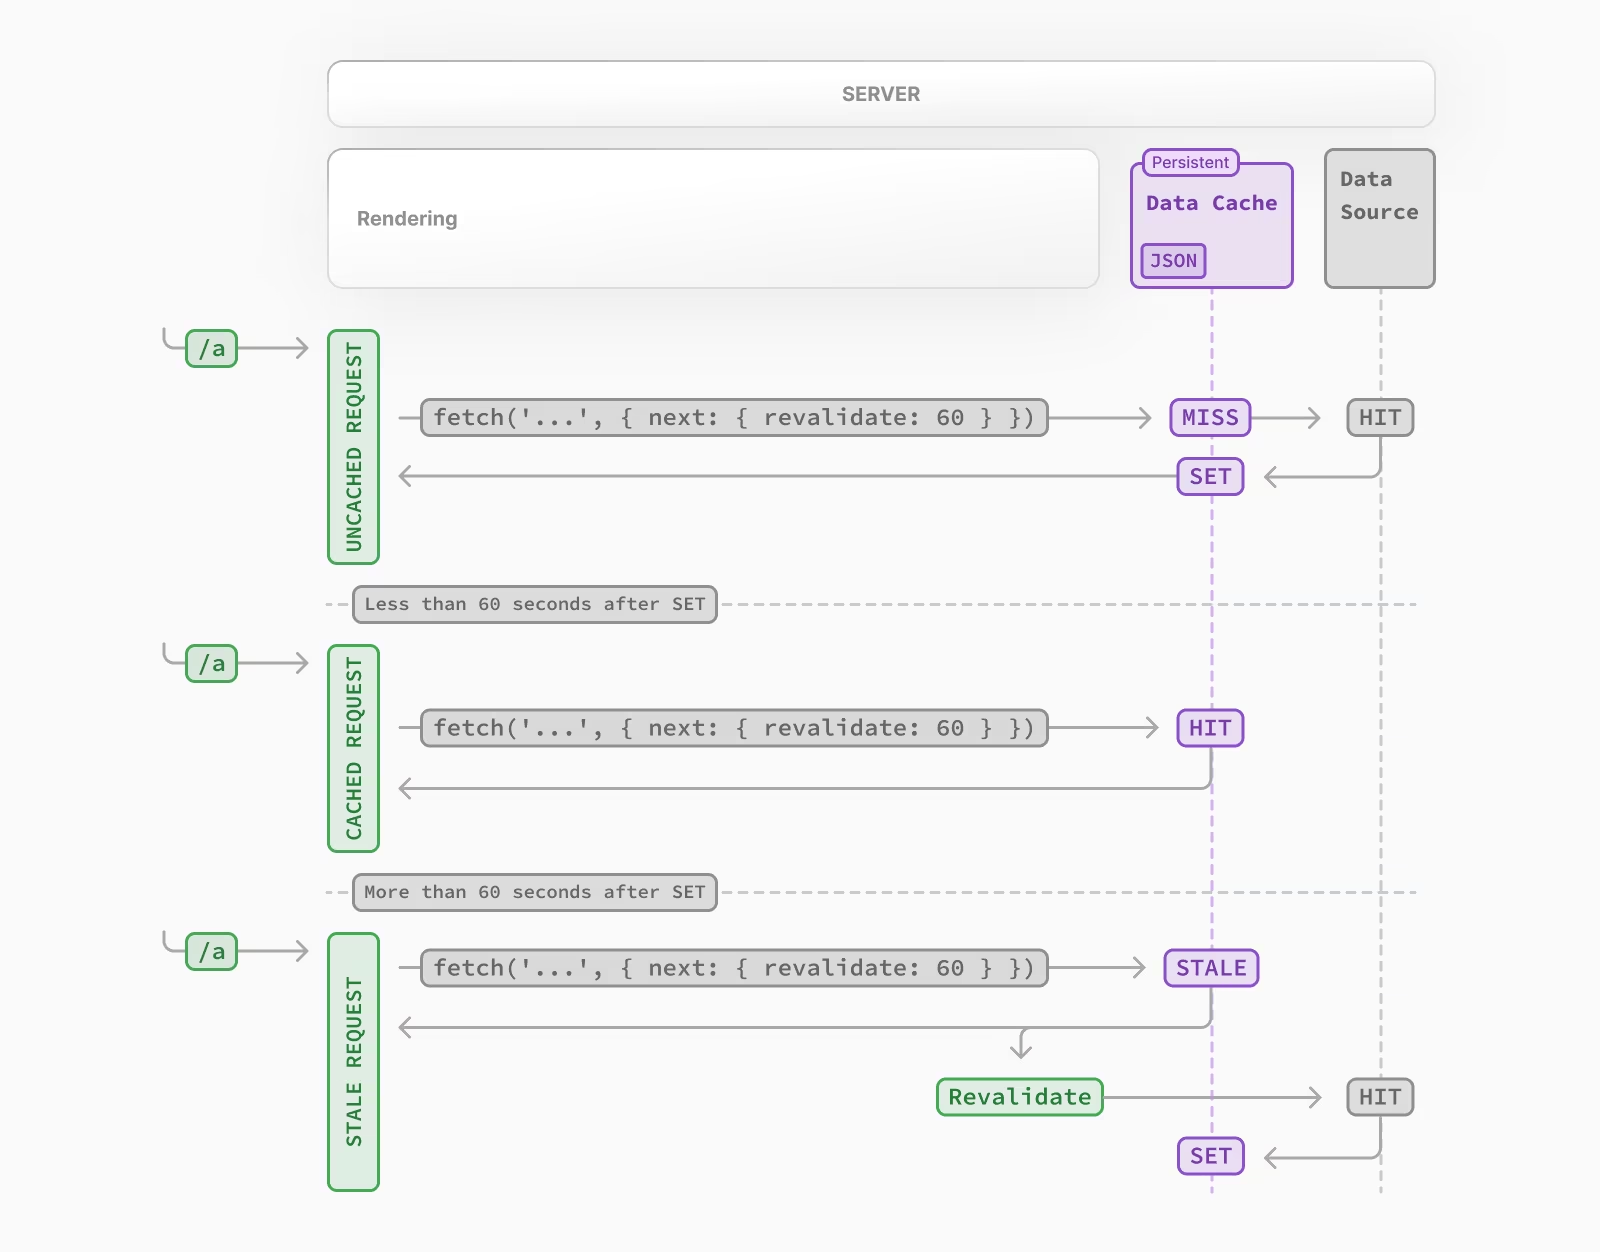 SERVER
Rendering
Persistent
Data Cache
JSON
Data
Source
/a
UNCACHED REQUEST
fetch('...', { next: { revalidate: 60 } })
MISS
HIT
SET
Less than 60 seconds after SET
/a
CACHED REQUEST
fetch('...', { next: { revalidate: 60 } })
HIT
More than 60 seconds after SET
/a
STALE REQUEST
fetch('...', { next: { revalidate: 60 } })
STALE
Revalidate
HIT
SET